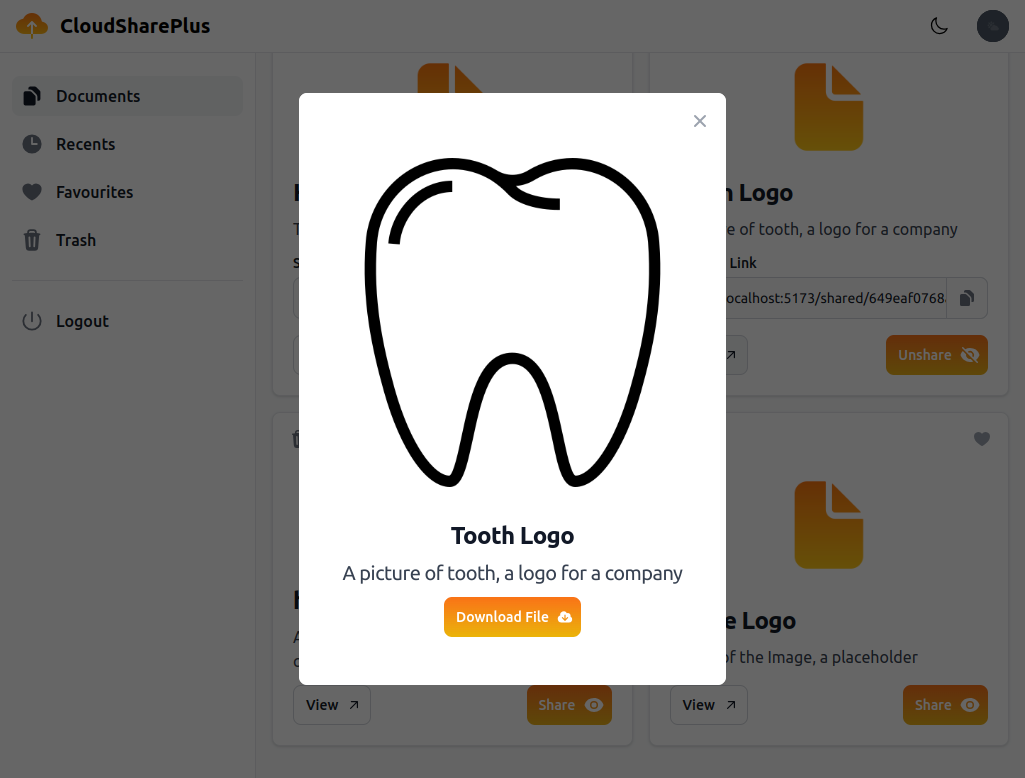 CloudSharePlus
Documents
Recents
Favourites
Trash
Logout
Logo
of tooth, a logo for a company
Link
ocalhost:5173/shared/649eaf0768
Unshare
Tooth Logo
A picture of tooth, a logo for a company
Download File
Logo
of the Image, a placeholder
View
Share
View
Share